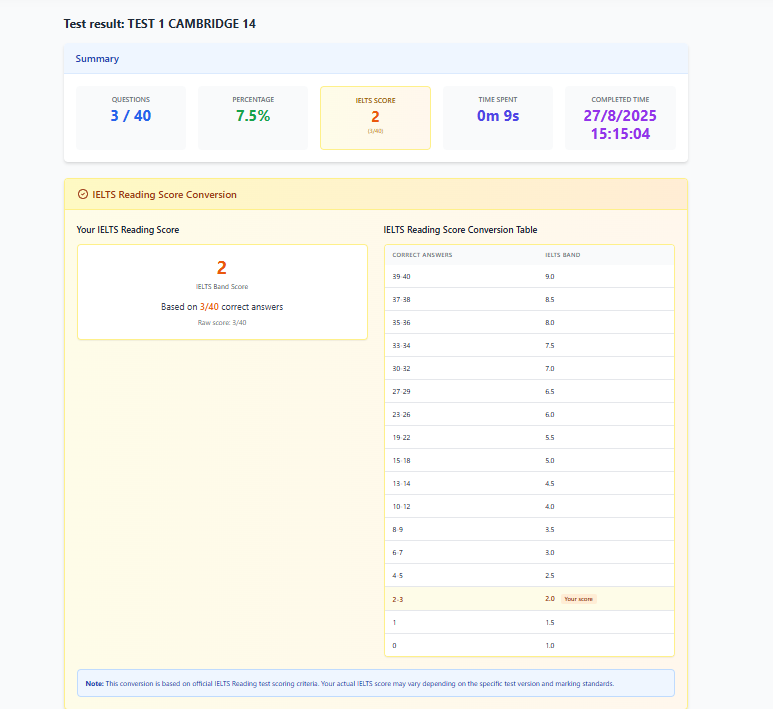 Test result: TEST 1 CAMBRIDGE 14
Summary
QUESTIONS
3 / 40
PERCENTAGE
7.5%
IELTS SCORE
2
(3/40)
TIME SPENT
0m 9s
COMPLETED TIME
27/8/2025
15:15:04
IELTS Reading Score Conversion
Your IELTS Reading Score
2
IELTS Band Score
Based on 3/40 correct answers
Raw score: 3/40
IELTS Reading Score Conversion Table
CORRECT ANSWERS IELTS BAND
39-40 9.0
37-38 8.5
35-36 8.0
33-34 7.5
30-32 7.0
27-29 6.5
23-26 6.0
19-22 5.5
15-18 5.0
13-14 4.5
10-12 4.0
8-9 3.5
6-7 3.0
4-5 2.5
2-3 2.0 Your score
1 1.5
0 1.0
Note: This conversion is based on official IELTS Reading test scoring criteria. Your actual IELTS score may vary depending on the specific test version and marking standards.